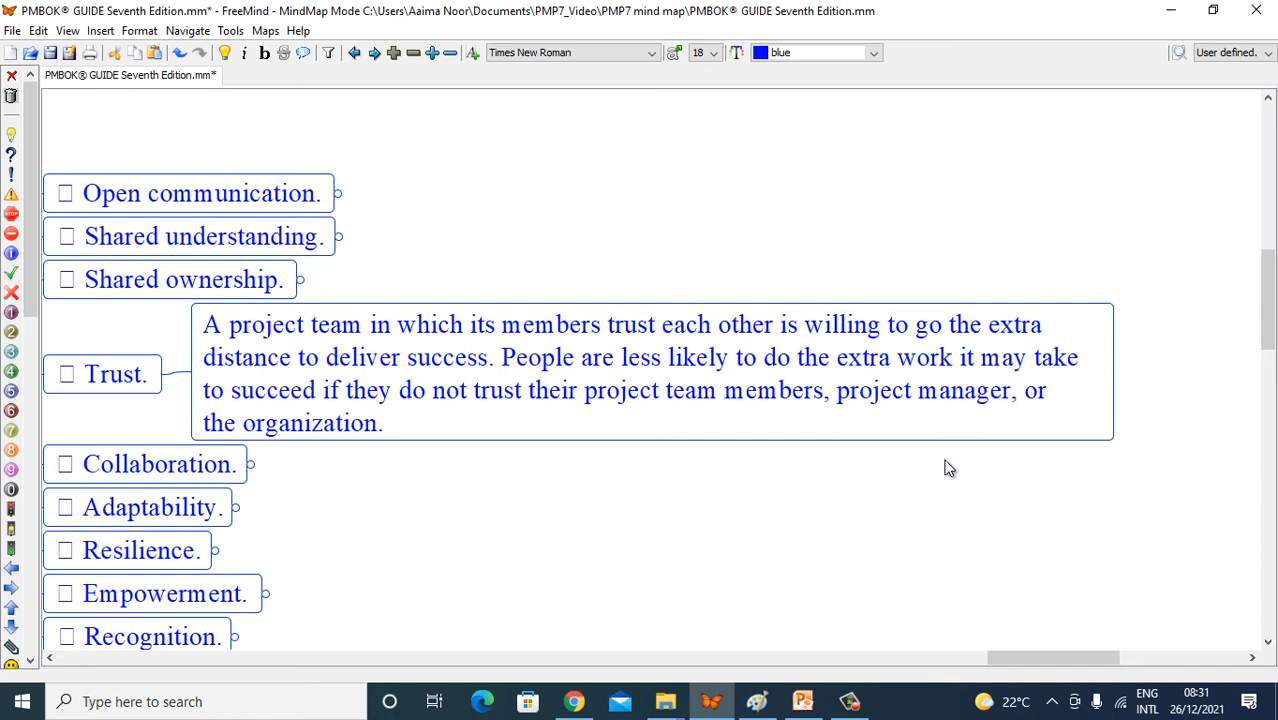 PMBOK® GUIDE Seventh Edition.mm* - FreeMind - MindMap Mode C:\Users\Aaima Noor\Documents\PMP7_Video\PMP7 mind map\PMBOK® GUIDE Seventh Edition.mm
File Edit View Insert Format Navigate Tools Maps Help
Times New Roman 18 blue User defined.
PMBOK® GUIDE Seventh Edition.mm*
Open communication.
Shared understanding.
Shared ownership.
A project team in which its members trust each other is willing to go the extra
distance to deliver success. People are less likely to do the extra work it may take
Trust.
to succeed if they do not trust their project team members, project manager, or
the organization.
Collaboration.
Adaptability.
Resilience.
Empowerment.
Recognition.
Type here to search
22°C
ENG
INTL
08:31
26/12/2021